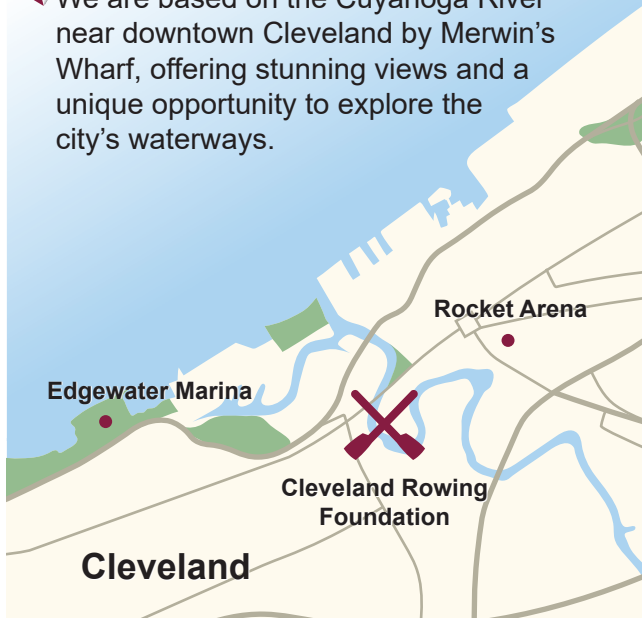 We are based on the Cuyahoga River
near downtown Cleveland by Merwin’s
Wharf, offering stunning views and a
unique opportunity to explore the
city’s waterways.
Rocket Arena
Edgewater Marina
Cleveland Rowing
Foundation
Cleveland